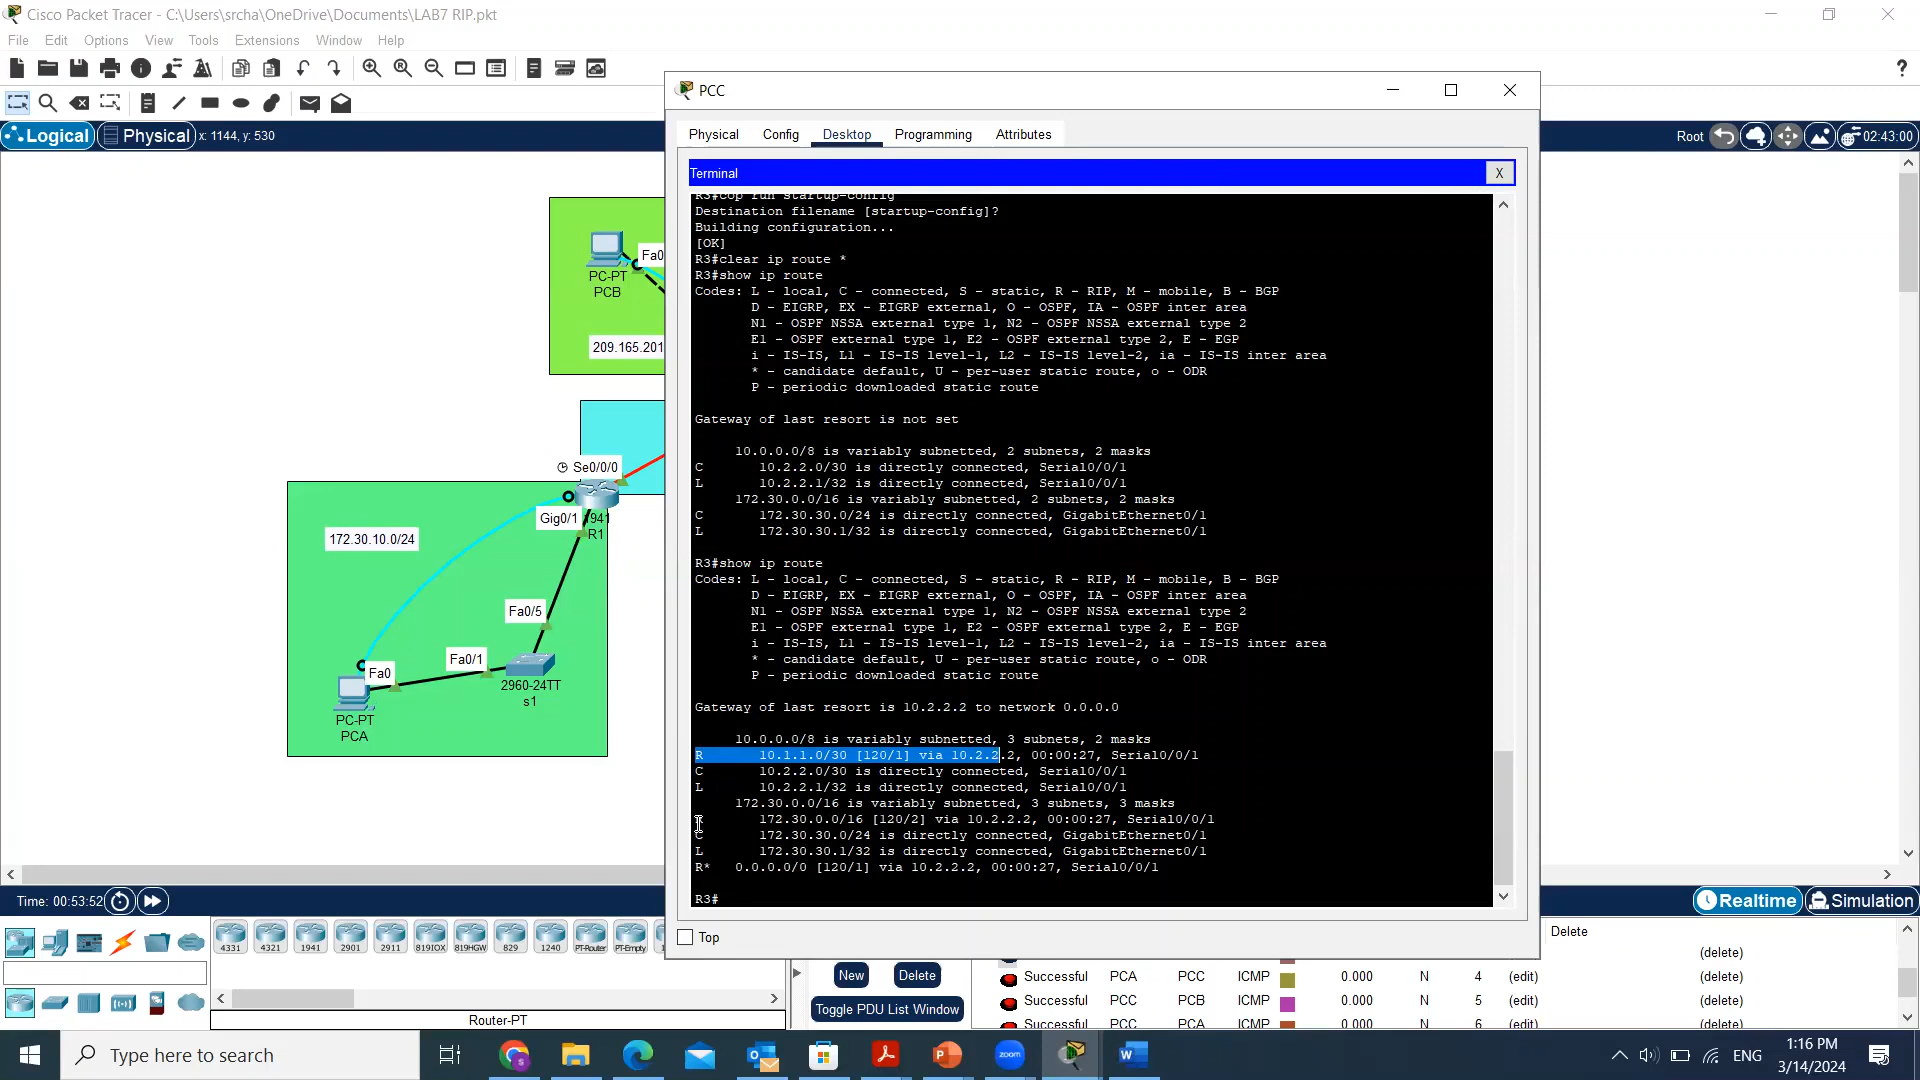 Cisco Packet Tracer - C:\Users\srcha\OneDrive\Documents\LAB7 RIP.pkt
File Edit Options View Tools Extensions Window Help
Logical Physical x: 1144, y: 530
Root 02:43:00
PC-PT
PCB
Fa0
209.165.201
Se0/0/0
Gig0/1
1941
R1
172.30.10.0/24
Fa0/5
Fa0/1
Fa0
2960-24TT
s1
PC-PT
PCA
PCC
Physical Config Desktop Programming Attributes
Terminal X
R3#cop run startup-config
Destination filename [startup-config]?
Building configuration...
[OK]
R3#clear ip route *
R3#show ip route
Codes: L - local, C - connected, S - static, R - RIP, M - mobile, B - BGP
D - EIGRP, EX - EIGRP external, O - OSPF, IA - OSPF inter area
N1 - OSPF NSSA external type 1, N2 - OSPF NSSA external type 2
E1 - OSPF external type 1, E2 - OSPF external type 2, E - EGP
i - IS-IS, L1 - IS-IS level-1, L2 - IS-IS level-2, ia - IS-IS inter area
* - candidate default, U - per-user static route, o - ODR
P - periodic downloaded static route
Gateway of last resort is not set
10.0.0.0/8 is variably subnetted, 2 subnets, 2 masks
C 10.2.2.0/30 is directly connected, Serial0/0/1
L 10.2.2.1/32 is directly connected, Serial0/0/1
172.30.0.0/16 is variably subnetted, 2 subnets, 2 masks
C 172.30.30.0/24 is directly connected, GigabitEthernet0/1
L 172.30.30.1/32 is directly connected, GigabitEthernet0/1
R3#show ip route
Codes: L - local, C - connected, S - static, R - RIP, M - mobile, B - BGP
D - EIGRP, EX - EIGRP external, O - OSPF, IA - OSPF inter area
N1 - OSPF NSSA external type 1, N2 - OSPF NSSA external type 2
E1 - OSPF external type 1, E2 - OSPF external type 2, E - EGP
i - IS-IS, L1 - IS-IS level-1, L2 - IS-IS level-2, ia - IS-IS inter area
* - candidate default, U - per-user static route, o - ODR
P - periodic downloaded static route
Gateway of last resort is 10.2.2.2 to network 0.0.0.0
10.0.0.0/8 is variably subnetted, 3 subnets, 2 masks
R 10.1.1.0/30 [120/1] via 10.2.2.2, 00:00:27, Serial0/0/1
C 10.2.2.0/30 is directly connected, Serial0/0/1
L 10.2.2.1/32 is directly connected, Serial0/0/1
172.30.0.0/16 is variably subnetted, 3 subnets, 3 masks
172.30.0.0/16 [120/2] via 10.2.2.2, 00:00:27, Serial0/0/1
C 172.30.30.0/24 is directly connected, GigabitEthernet0/1
L 172.30.30.1/32 is directly connected, GigabitEthernet0/1
R* 0.0.0.0/0 [120/1] via 10.2.2.2, 00:00:27, Serial0/0/1
R3#
Top
Time: 00:53:52
Realtime Simulation
4331 4321 1941 2901 2911 819IOX 819HGW 829 1240 PT-Router PT-Empty
Router-PT
New Delete
Toggle PDU List Window
Delete
(delete)
Successful PCA PCC ICMP 0.000 N 4 (edit) (delete)
Successful PCC PCB ICMP 0.000 N 5 (edit) (delete)
Successful PCC PCA ICMP 0.000 N 6 (edit) (delete)
Type here to search
zoom
ENG
1:16 PM
3/14/2024